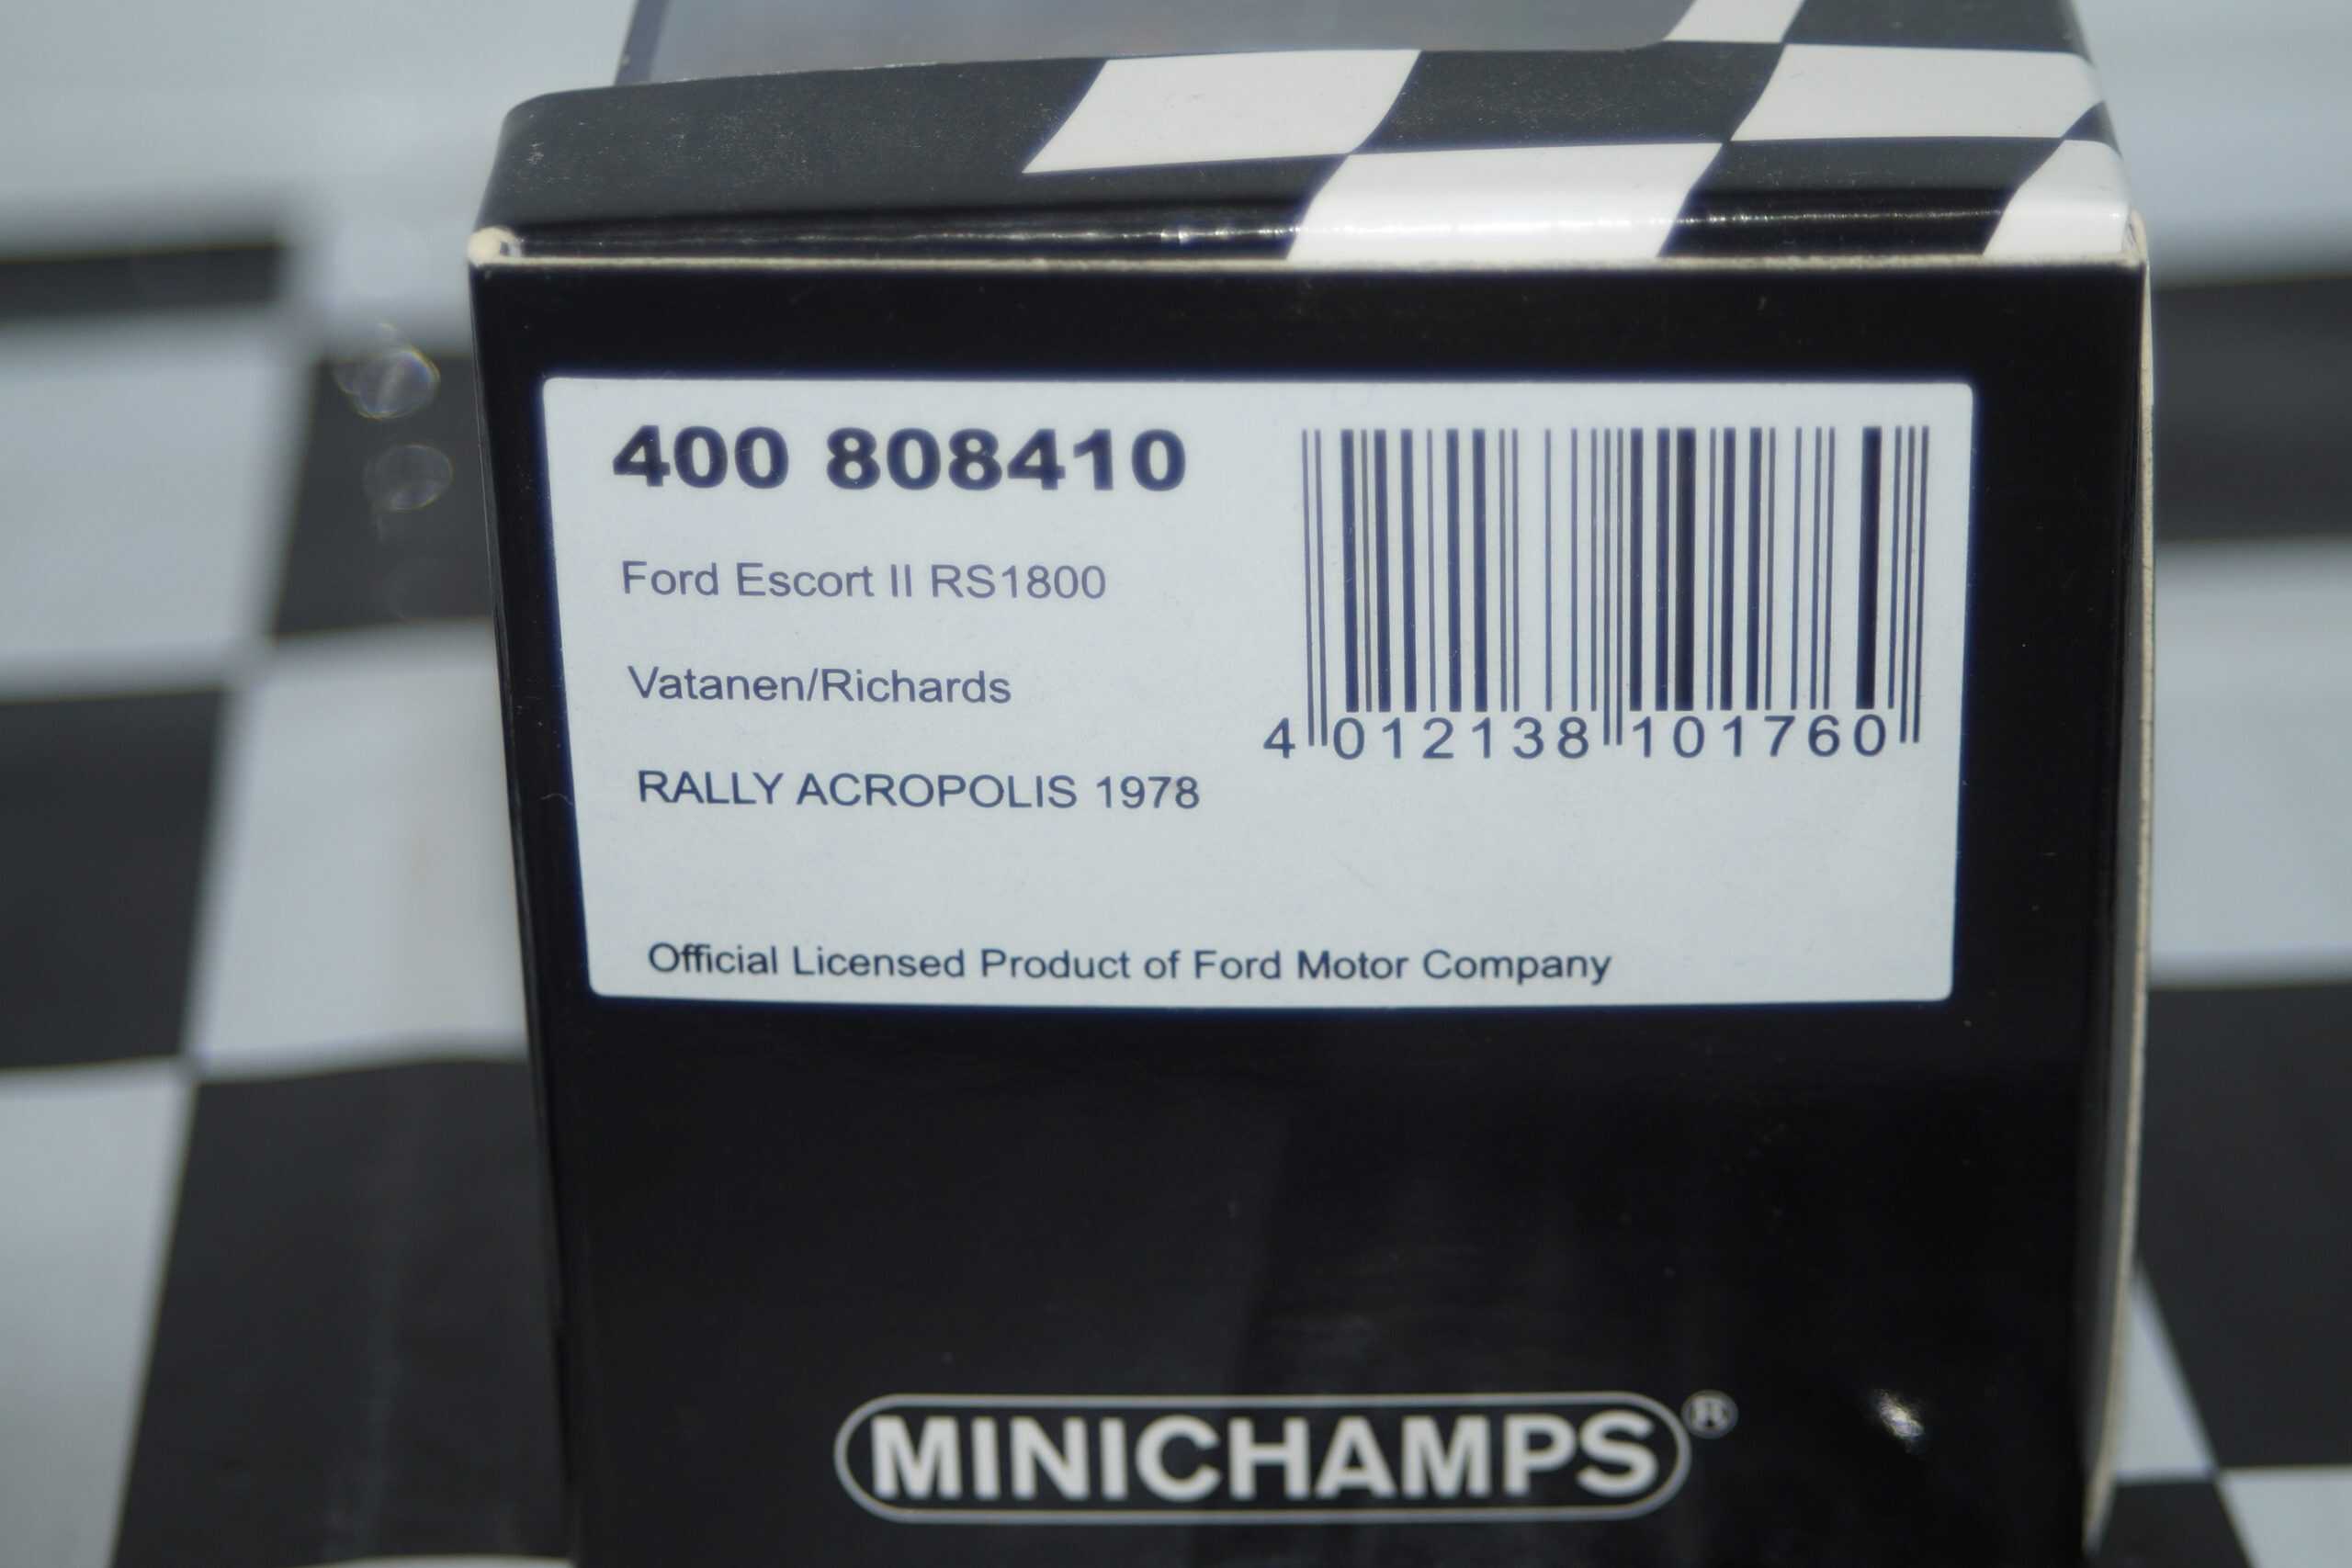 400 808410
Ford Escort II RS1800
Vatanen/Richards
RALLY ACROPOLIS 1978
4 012138 101760
Official Licensed Product of Ford Motor Company
MINICHAMPS®